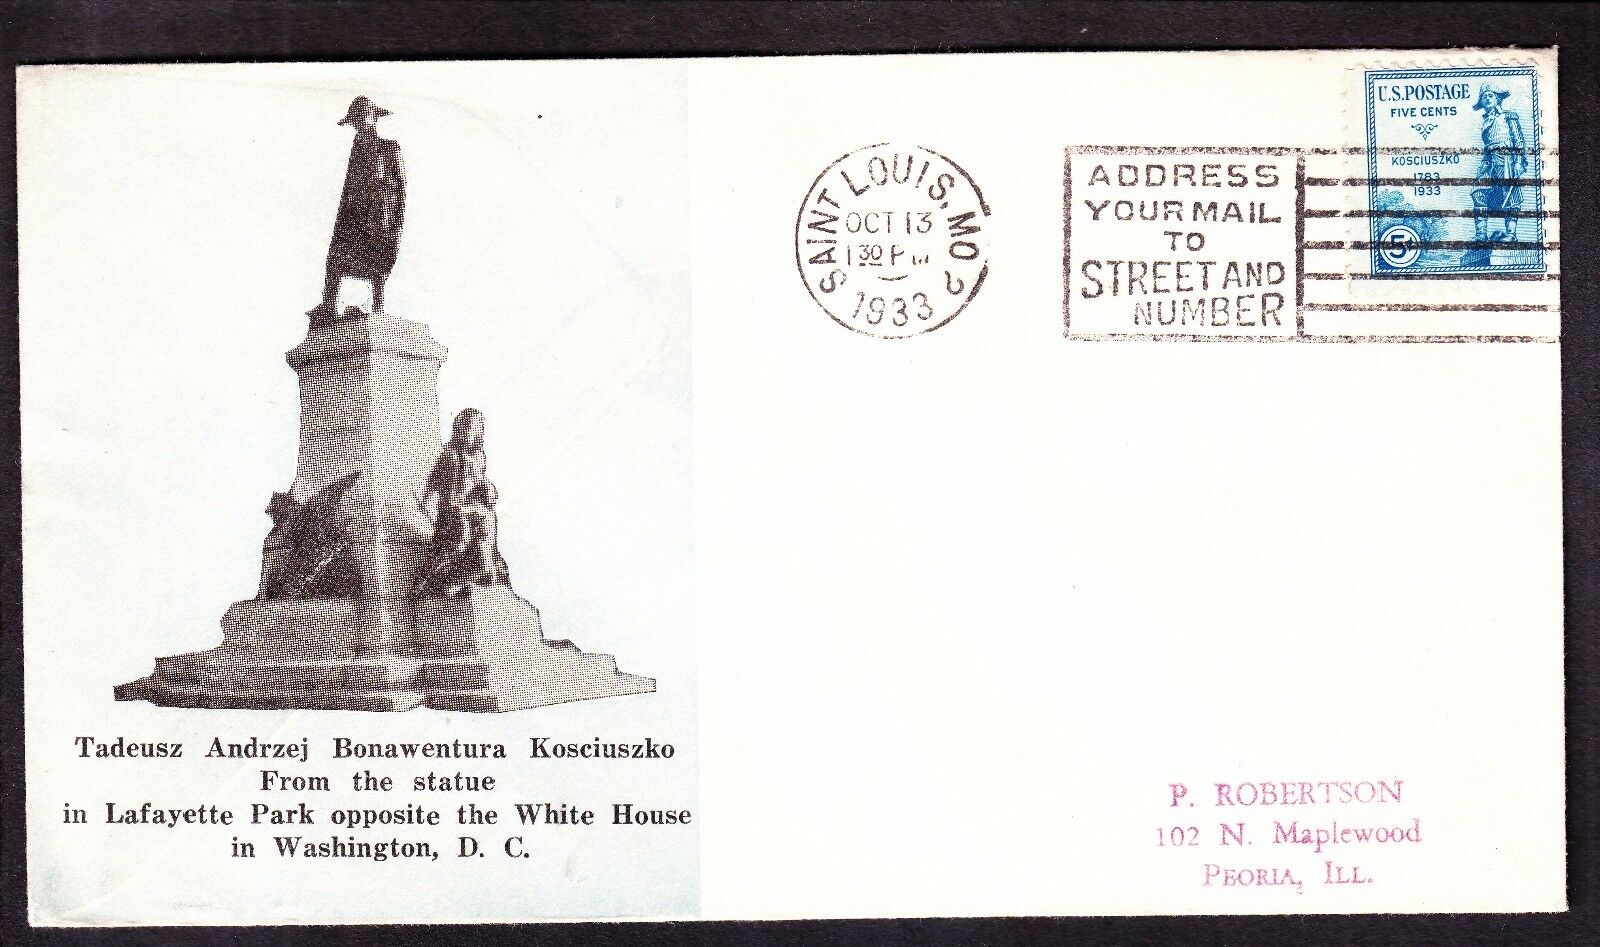 U.S. POSTAGE
FIVE CENTS
KOSCIUSZKO
1783
1933
5¢
SAINT LOUIS, MO 2
OCT 13
1 30 P
1933
ADDRESS
YOUR MAIL
TO
STREET AND
NUMBER
Tadeusz Andrzej Bonawentura Kosciuszko
From the statue
in Lafayette Park opposite the White House
in Washington, D. C.
P. ROBERTSON
102 N. Maplewood
PEORIA, ILL.